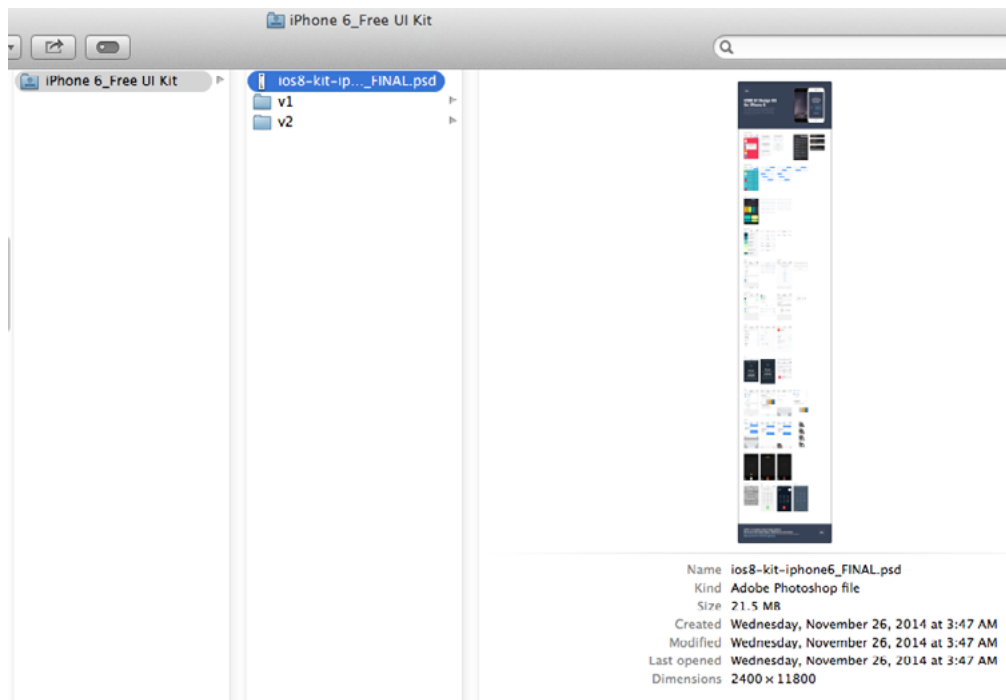 iPhone 6_Free UI Kit
iPhone 6_Free UI Kit
ios8-kit-ip..._FINAL.psd
v1
v2
Name ios8-kit-iphone6_FINAL.psd
Kind Adobe Photoshop file
Size 21.5 MB
Created Wednesday, November 26, 2014 at 3:47 AM
Modified Wednesday, November 26, 2014 at 3:47 AM
Last opened Wednesday, November 26, 2014 at 3:47 AM
Dimensions 2400 × 11800